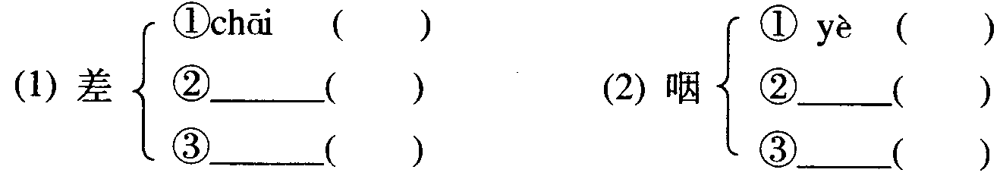 (1) 差 ①chāi (   )
②______(   )
③______(   )
(2) 咽 ① yè (   )
②______(   )
③______(   )